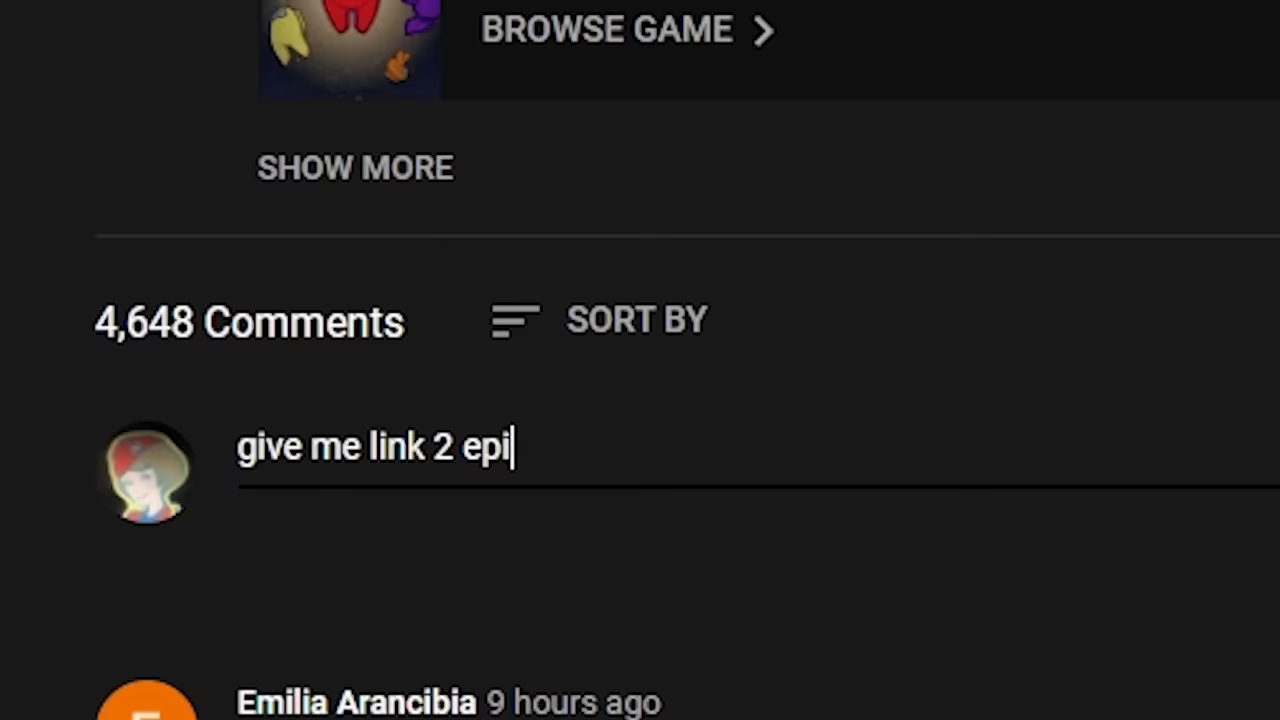 BROWSE GAME
SHOW MORE
4,648 Comments SORT BY
give me link 2 epi
Emilia Arancibia 9 hours ago